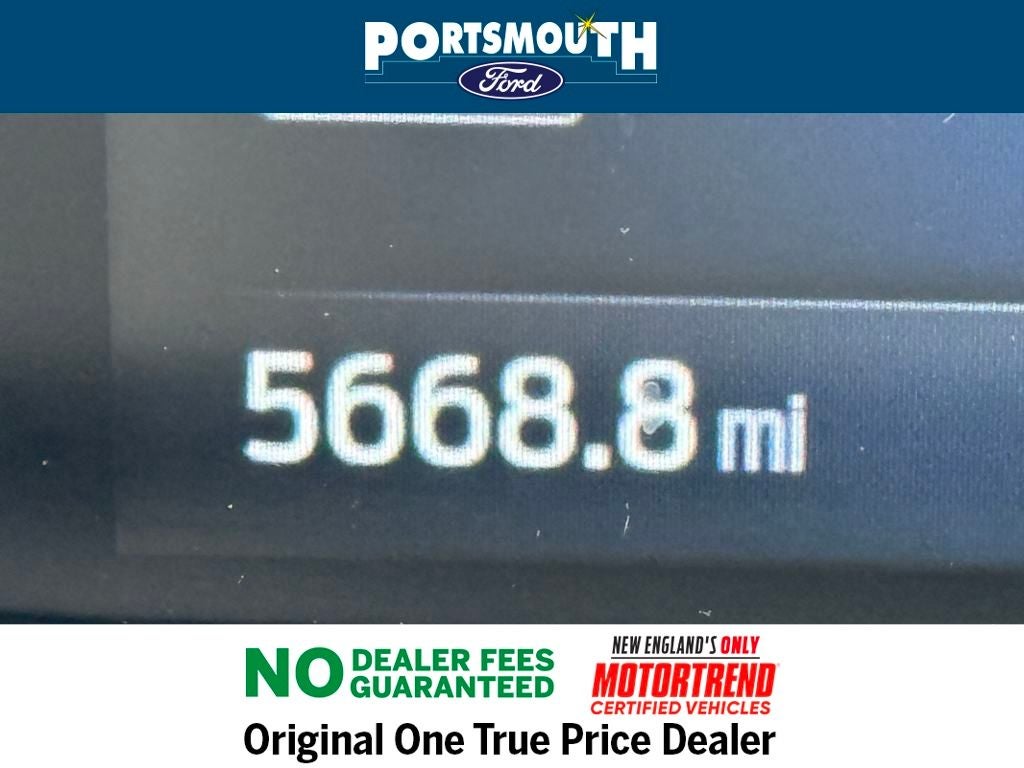 PORTSMOUTH
Ford
5668.8 mi
NO DEALER FEES
GUARANTEED
NEW ENGLAND'S ONLY
MOTORTREND
CERTIFIED VEHICLES
Original One True Price Dealer